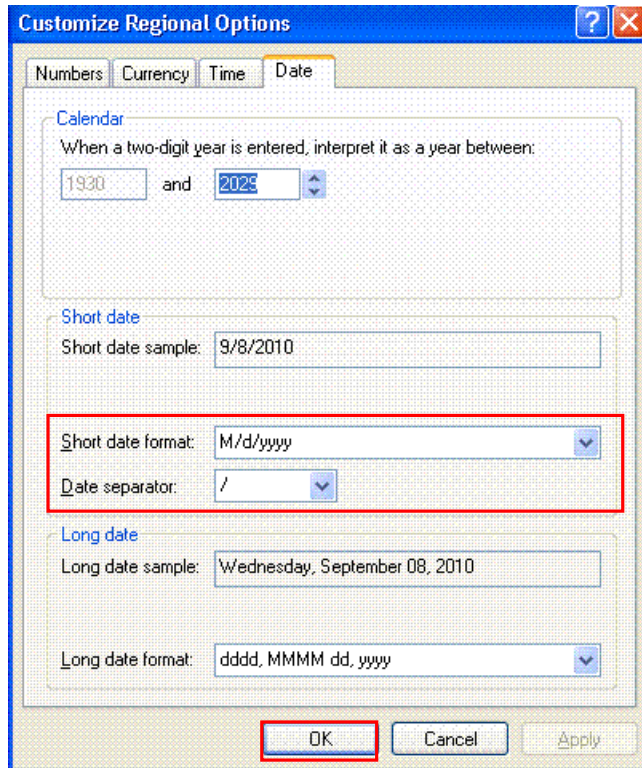 Customize Regional Options
Numbers Currency Time Date
Calendar
When a two-digit year is entered, interpret it as a year between:
1930 and 2029
Short date
Short date sample: 9/8/2010
Short date format: M/d/yyyy
Date separator: /
Long date
Long date sample: Wednesday, September 08, 2010
Long date format: dddd, MMMM dd, yyyy
OK Cancel Apply